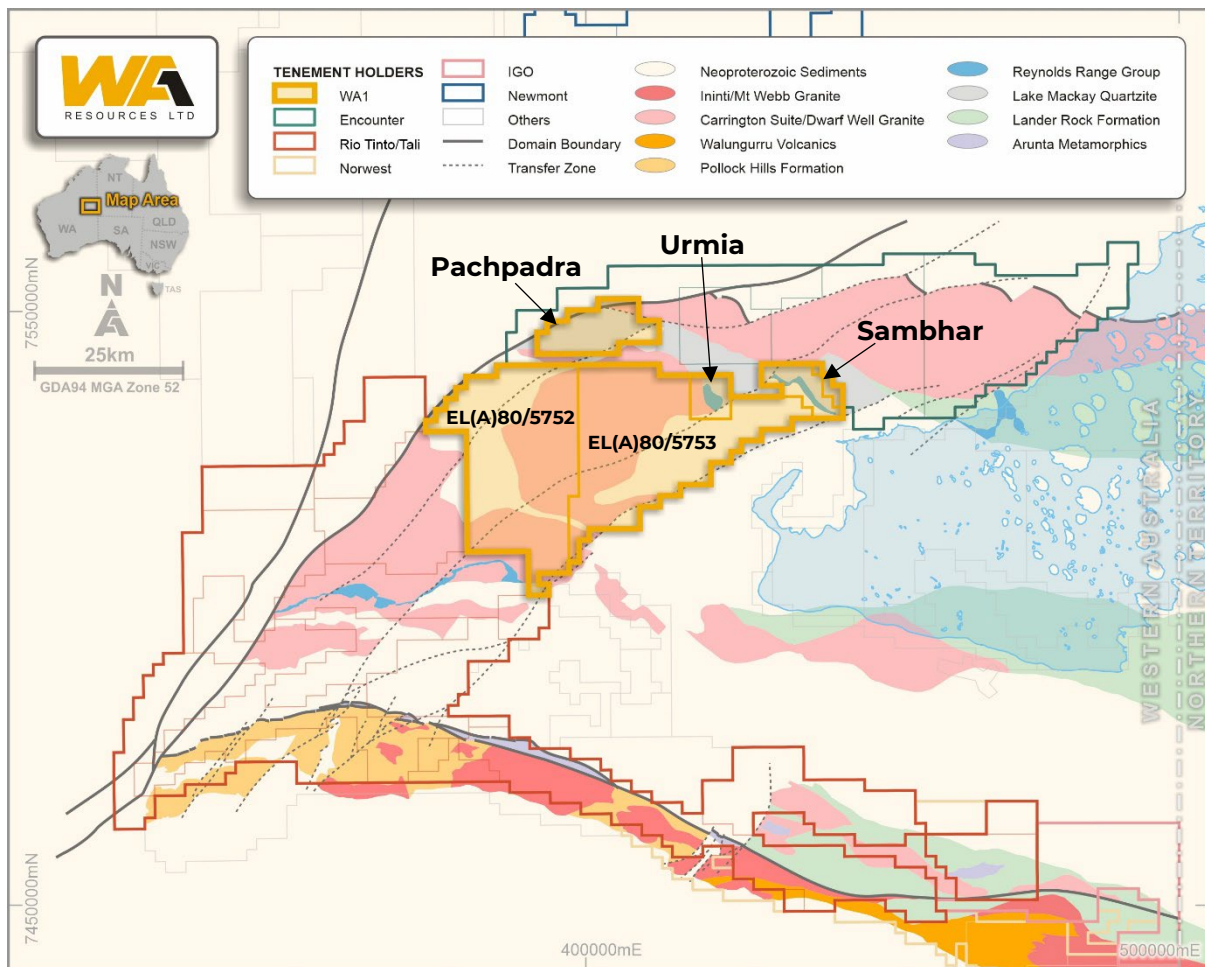 WA1
RESOURCES LTD
TENEMENT HOLDERS
WA1
Encounter
Rio Tinto/Tali
Norwest
IGO
Newmont
Others
Domain Boundary
Transfer Zone
Neoproterozoic Sediments
Ininti/Mt Webb Granite
Carrington Suite/Dwarf Well Granite
Walungurru Volcanics
Pollock Hills Formation
Reynolds Range Group
Lake Mackay Quartzite
Lander Rock Formation
Arunta Metamorphics
NT
Map Area
WA
QLD
SA
NSW
VIC
TAS
N
25km
GDA94 MGA Zone 52
7550000mN
7450000mN
Pachpadra
Urmia
Sambhar
EL(A)80/5752
EL(A)80/5753
WESTERN AUSTRALIA
NORTHERN TERRITORY
400000mE
500000mE